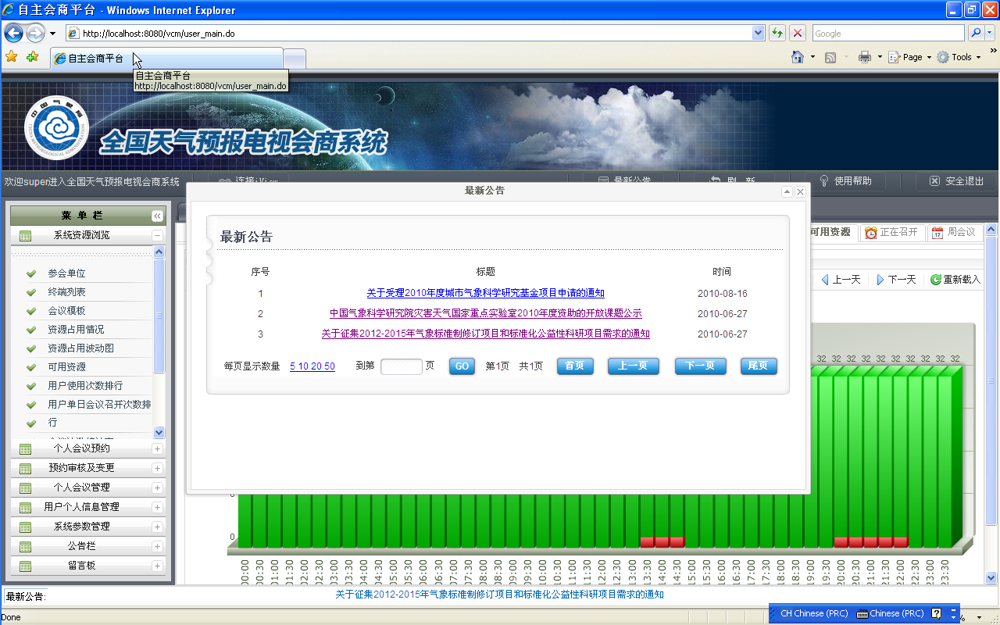 自主会商平台 - Windows Internet Explorer
http://localhost:8080/vcm/user_main.do
Google
自主会商平台
Page
Tools
自主会商平台
http://localhost:8080/vcm/user_main.do
中国气象局
CHINA METEOROLOGICAL ADMINISTRATION
全国天气预报电视会商系统
欢迎super进入全国天气预报电视会商系统
连接iView
最新公告
刷 新
使用帮助
安全退出
最新公告
菜 单 栏
系统资源浏览
参会单位
终端列表
会议模板
资源占用情况
资源占用波动图
可用资源
用户使用次数排行
用户单日会议召开次数排
行
个人会议预约
预约审核及变更
个人会议管理
用户个人信息管理
系统参数管理
公告栏
留言板
最新公告
序号 标题 时间
1 关于受理2010年度城市气象科学研究基金项目申请的通知 2010-08-16
2 中国气象科学研究院灾害天气国家重点实验室2010年度资助的开放课题公示 2010-06-27
3 关于征集2012-2015年气象标准制修订项目和标准化公益性科研项目需求的通知 2010-06-27
每页显示数量 5 10 20 50 到第 页 GO 第1页 共1页 首页 上一页 下一页 尾页
可用资源 正在召开 周会议
上一天 下一天 重新载入
32 32 32 32 32 32 32 32 32 32
0
00:00 00:30 01:00 01:30 02:00 02:30 03:00 03:30 04:00 04:30 05:00 05:30 06:00 06:30 07:00 07:30 08:00 08:30 09:00 09:30 10:00 10:30 11:00 11:30 12:00 12:30 13:00 13:30 14:00 14:30 15:00 15:30 16:00 16:30 17:00 17:30 18:00 18:30 19:00 19:30 20:00 20:30 21:00 21:30 22:00 22:30 23:00 23:30
最新公告:
关于征集2012-2015年气象标准制修订项目和标准化公益性科研项目需求的通知
Done
CH Chinese (PRC)
Chinese (PRC)